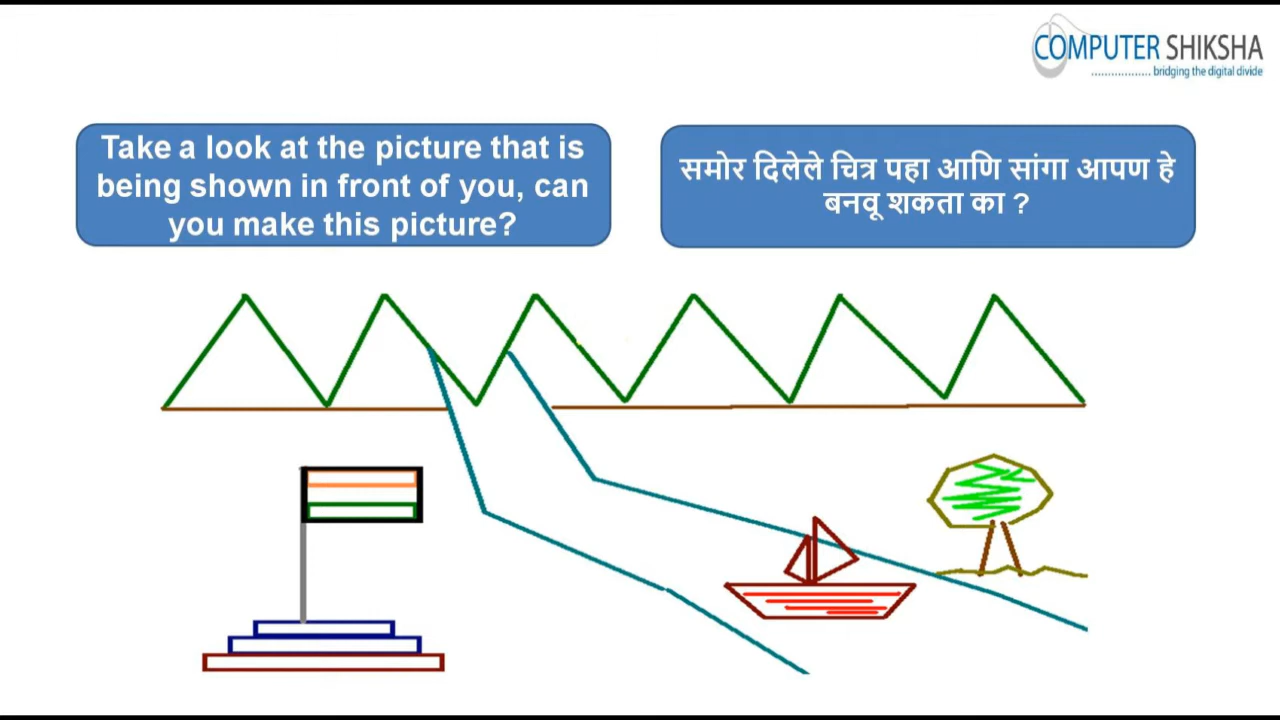 COMPUTER SHIKSHA
.................. bridging the digital divide
Take a look at the picture that is
being shown in front of you, can
you make this picture?
समोर दिलेले चित्र पहा आणि सांगा आपण हे
बनवू शकता का ?